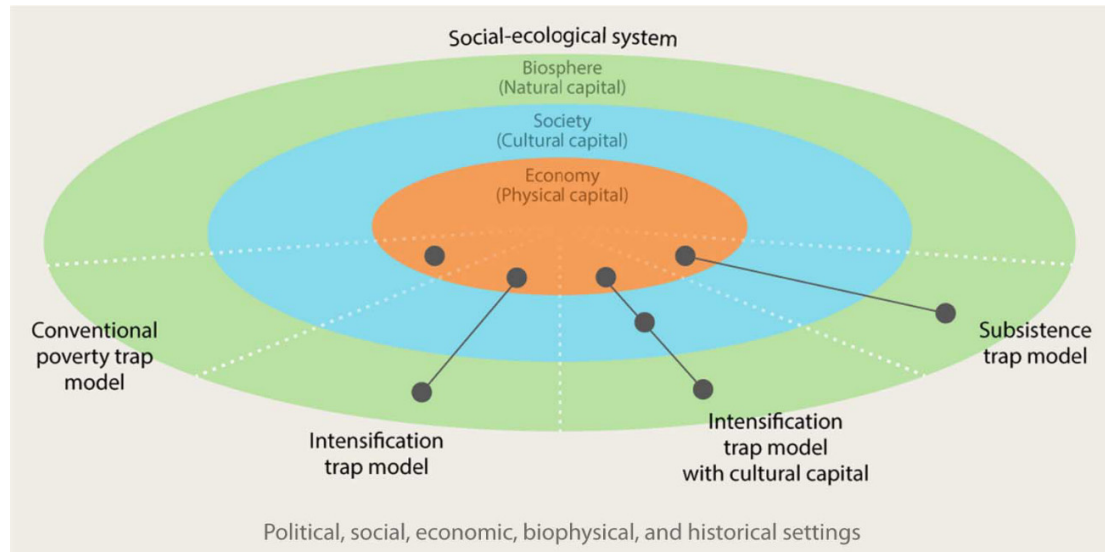 Social-ecological system
Biosphere
(Natural capital)
Society
(Cultural capital)
Economy
(Physical capital)
Conventional
poverty trap
model
Intensification
trap model
Intensification
trap model
with cultural capital
Subsistence
trap model
Political, social, economic, biophysical, and historical settings